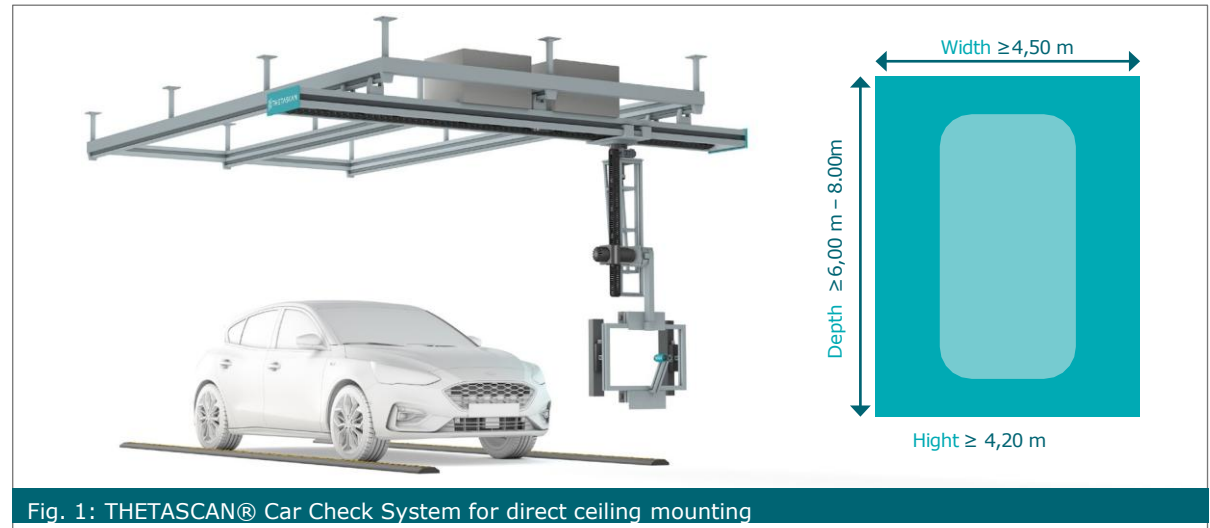 THETASCAN
Width ≥4,50 m
Depth ≥6,00 m – 8.00m
Hight ≥ 4,20 m
Fig. 1: THETASCAN® Car Check System for direct ceiling mounting